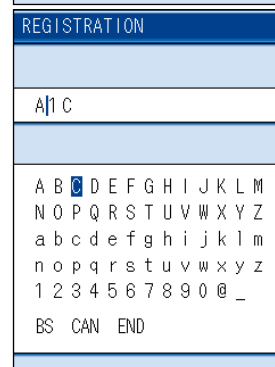 REGISTRATION
A1 C
A B C D E F G H I J K L M
N O P Q R S T U V W X Y Z
a b c d e f g h i j k l m
n o p q r s t u v w x y z
1 2 3 4 5 6 7 8 9 0 @ _
BS CAN END